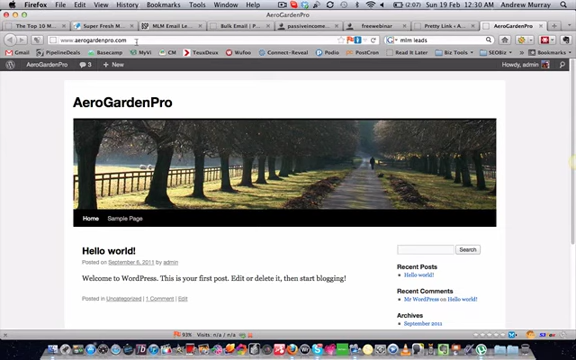 Firefox File Edit View History Bookmarks Tools Window Help (2:07) Sun 19 Feb 12:30 AM Andrew Murray
AeroGardenPro
The Top 10 M... Super Fresh M... MLM Email Le... Bulk Email | P... passiveincome... freewebinar Pretty Link ‹ A... AeroGardenPro
www.aerogardenpro.com mlm leads
Gmail PipelineDeals Basecamp MyVi CM TeuxDeux Wufoo Connect-Reveal Podio PostCron Read It Later Biz Tools SEOBiz Bookmarks
AeroGardenPro 3 + New Howdy, admin
AeroGardenPro
Home Sample Page
Hello world!
Posted on September 6, 2011 by admin
Welcome to WordPress. This is your first post. Edit or delete it, then start blogging!
Posted in Uncategorized | 1 Comment | Edit
Search
Recent Posts
Hello world!
Recent Comments
Mr WordPress on Hello world!
Archives
September 2011
Visits: n/a / n/a